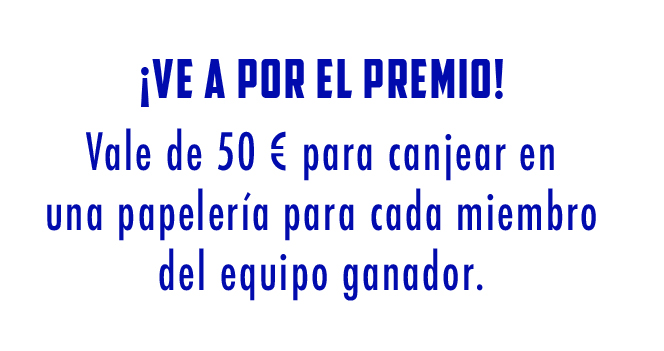 ¡VE A POR EL PREMIO!
Vale de 50 € para canjear en
una papelería para cada miembro
del equipo ganador.